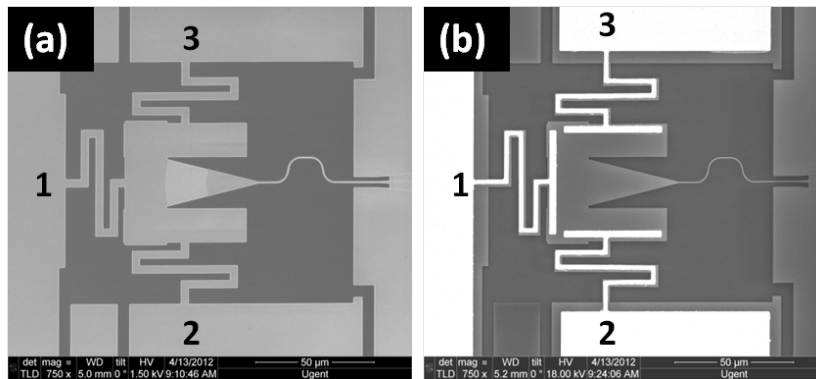 (a)
3
1
2
det mag = WD tilt HV 4/13/2012 50 µm
TLD 750 x 5.0 mm 0 ° 1.50 kV 9:10:46 AM Ugent
(b)
3
1
2
det mag = WD tilt HV 4/13/2012 50 µm
TLD 750 x 5.2 mm 0 ° 18.00 kV 9:24:06 AM Ugent